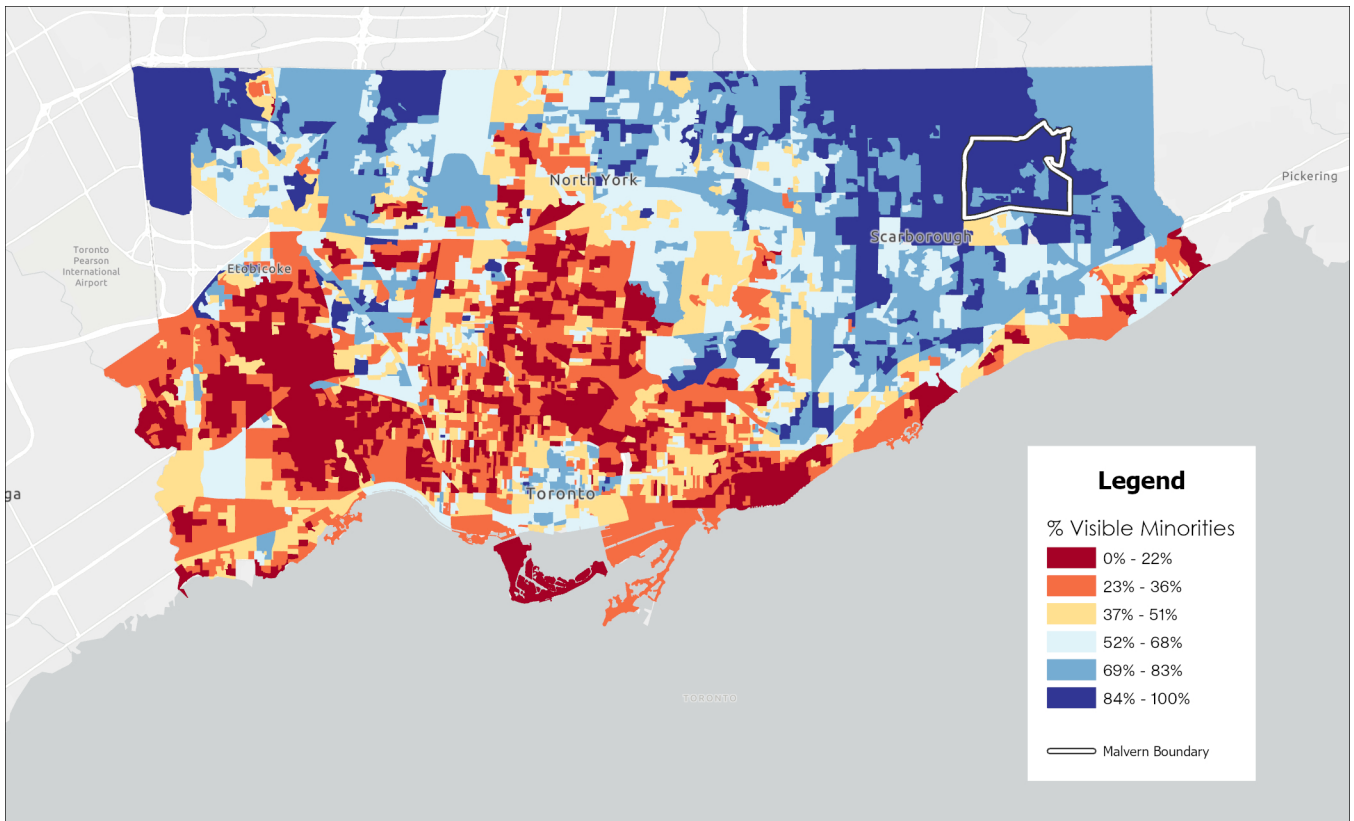 North York
Pickering
Scarborough
Toronto
Pearson
International
Airport
Etobicoke
ga
Toronto
TORONTO
Legend
% Visible Minorities
0% - 22%
23% - 36%
37% - 51%
52% - 68%
69% - 83%
84% - 100%
Malvern Boundary